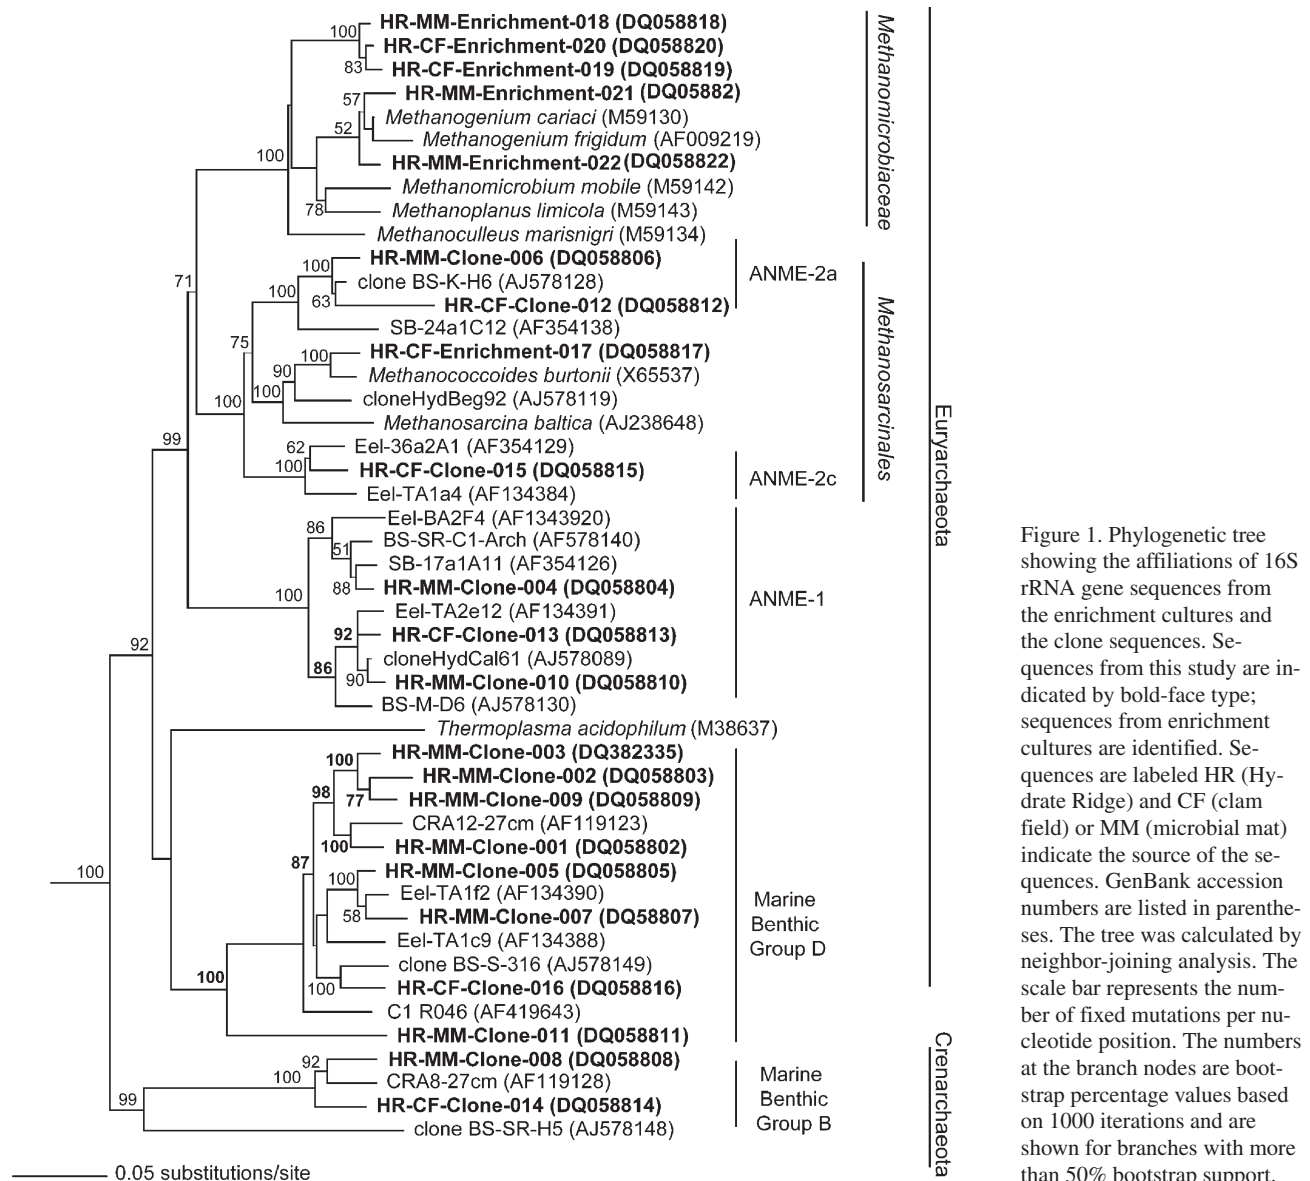 100
HR-MM-Enrichment-018 (DQ058818)
HR-CF-Enrichment-020 (DQ058820)
83
HR-CF-Enrichment-019 (DQ058819)
57
HR-MM-Enrichment-021 (DQ05882)
Methanogenium cariaci (M59130)
52
Methanogenium frigidum (AF009219)
100
HR-MM-Enrichment-022 (DQ058822)
Methanomicrobium mobile (M59142)
78
Methanoplanus limicola (M59143)
Methanoculleus marisnigri (M59134)
Methanomicrobiaceae
100
HR-MM-Clone-006 (DQ058806)
71
100
clone BS-K-H6 (AJ578128)
63
HR-CF-Clone-012 (DQ058812)
SB-24a1C12 (AF354138)
ANME-2a
75
100
HR-CF-Enrichment-017 (DQ058817)
90
Methanococcoides burtonii (X65537)
100
100
cloneHydBeg92 (AJ578119)
Methanosarcina baltica (AJ238648)
Methanosarcinales
99
62
Eel-36a2A1 (AF354129)
100
HR-CF-Clone-015 (DQ058815)
Eel-TA1a4 (AF134384)
ANME-2c
Euryarchaeota
86
Eel-BA2F4 (AF1343920)
51
BS-SR-C1-Arch (AF578140)
SB-17a1A11 (AF354126)
88
HR-MM-Clone-004 (DQ058804)
100
Eel-TA2e12 (AF134391)
92
HR-CF-Clone-013 (DQ058813)
92
86
cloneHydCal61 (AJ578089)
90
HR-MM-Clone-010 (DQ058810)
BS-M-D6 (AJ578130)
ANME-1
Thermoplasma acidophilum (M38637)
HR-MM-Clone-003 (DQ382335)
100
HR-MM-Clone-002 (DQ058803)
98
77
HR-MM-Clone-009 (DQ058809)
CRA12-27cm (AF119123)
100
HR-MM-Clone-001 (DQ058802)
87
HR-MM-Clone-005 (DQ058805)
100
100
Eel-TA1f2 (AF134390)
58
HR-MM-Clone-007 (DQ58807)
Eel-TA1c9 (AF134388)
clone BS-S-316 (AJ578149)
100
100
HR-CF-Clone-016 (DQ058816)
C1 R046 (AF419643)
HR-MM-Clone-011 (DQ058811)
Marine
Benthic
Group D
92
HR-MM-Clone-008 (DQ058808)
100
CRA8-27cm (AF119128)
99
HR-CF-Clone-014 (DQ058814)
clone BS-SR-H5 (AJ578148)
Marine
Benthic
Group B
Crenarchaeota
0.05 substitutions/site
Figure 1. Phylogenetic tree
showing the affiliations of 16S
rRNA gene sequences from
the enrichment cultures and
the clone sequences. Se-
quences from this study are in-
dicated by bold-face type;
sequences from enrichment
cultures are identified. Se-
quences are labeled HR (Hy-
drate Ridge) and CF (clam
field) or MM (microbial mat)
indicate the source of the se-
quences. GenBank accession
numbers are listed in parenthe-
ses. The tree was calculated by
neighbor-joining analysis. The
scale bar represents the num-
ber of fixed mutations per nu-
cleotide position. The numbers
at the branch nodes are boot-
strap percentage values based
on 1000 iterations and are
shown for branches with more
than 50% bootstrap support.